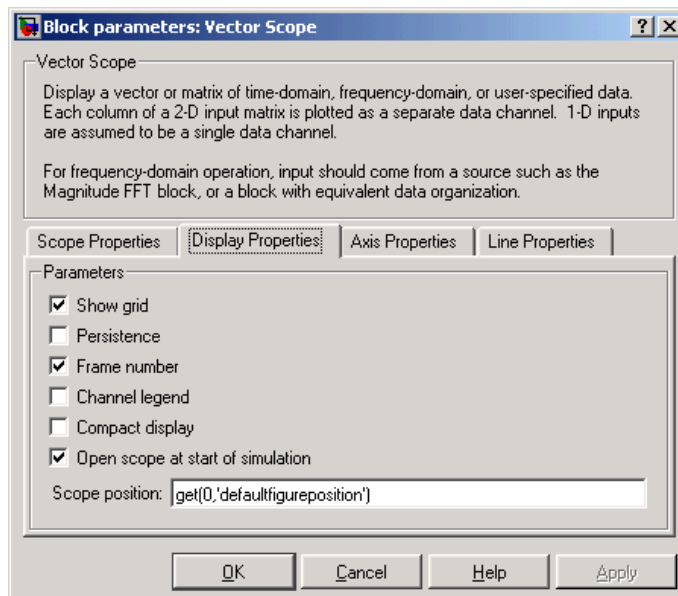 Block parameters: Vector Scope
Vector Scope
Display a vector or matrix of time-domain, frequency-domain, or user-specified data.
Each column of a 2-D input matrix is plotted as a separate data channel. 1-D inputs
are assumed to be a single data channel.
For frequency-domain operation, input should come from a source such as the
Magnitude FFT block, or a block with equivalent data organization.
Scope Properties Display Properties Axis Properties Line Properties
Parameters
Show grid
Persistence
Frame number
Channel legend
Compact display
Open scope at start of simulation
Scope position: get(0,'defaultfigureposition')
OK Cancel Help Apply